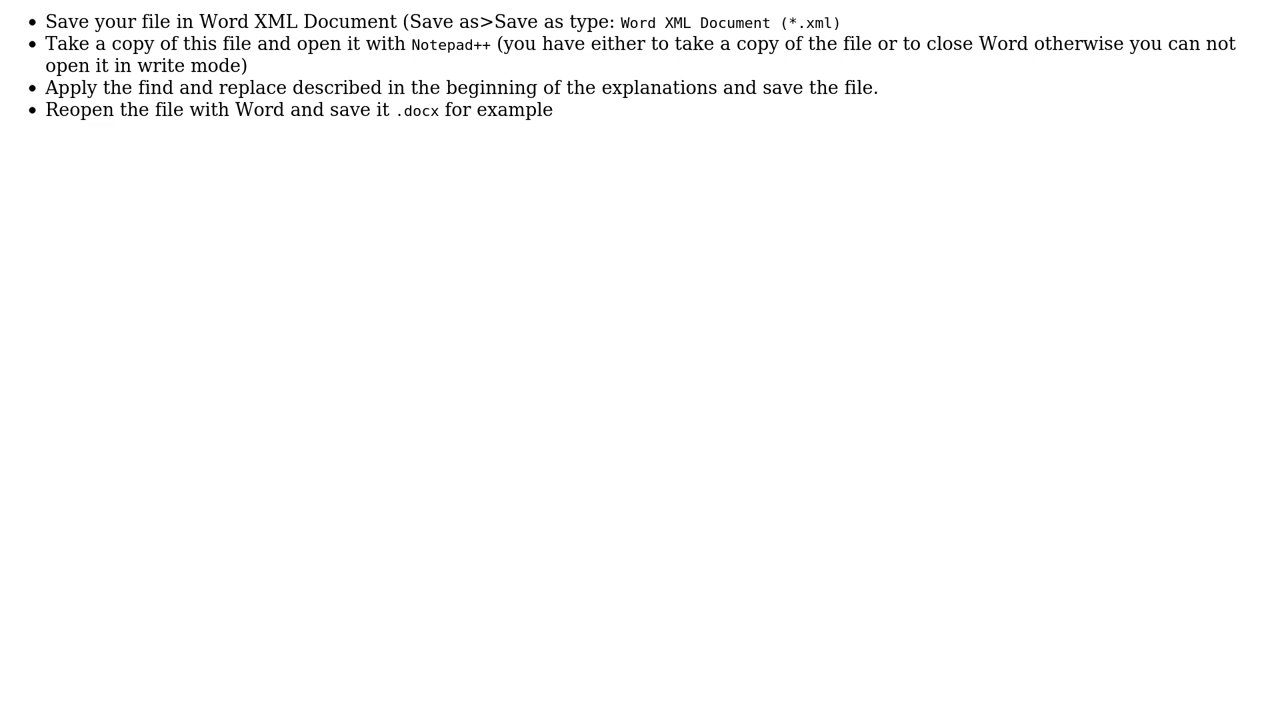 • Save your file in Word XML Document (Save as>Save as type: Word XML Document (*.xml)
• Take a copy of this file and open it with Notepad++ (you have either to take a copy of the file or to close Word otherwise you can not
open it in write mode)
• Apply the find and replace described in the beginning of the explanations and save the file.
• Reopen the file with Word and save it .docx for example